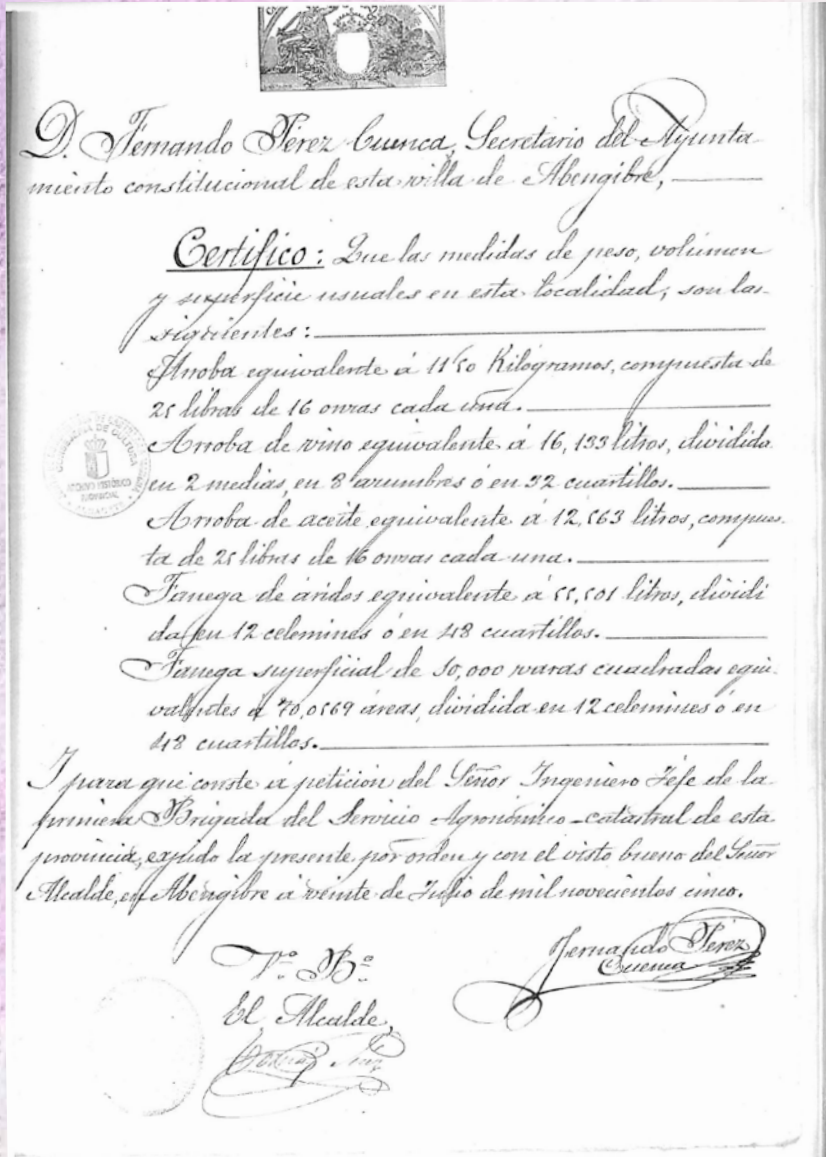 D. Fernando Pérez Cuenca, Secretario del Ayunta-
miento constitucional de esta villa de Abengibre,
Certifico: Que las medidas de peso, volúmen
y superficie usuales en esta localidad, son las
siguientes:
Arroba equivalente á 11'50 Kilógramos, compuesta de
25 libras de 16 onzas cada una.
Arroba de vino equivalente á 16,133 litros, dividida
en 2 medias, en 8 azumbres ó en 32 cuartillos.
Arroba de aceite equivalente á 12,563 litros, compues-
ta de 25 libras de 16 onzas cada una.
Fanega de áridos equivalente á 55,501 litros, dividi
da en 12 celemines ó en 48 cuartillos.
Fanega superficial de 10,000 varas cuadradas equi-
valentes á 70,0569 áreas, dividida en 12 celemines ó en
48 cuartillos.
Y para que conste á petición del Señor Ingeniero Jéfe de la
primera Brigada del Servicio Agronómico-catastral de esta
provincia, expido la presente por orden y con el visto bueno del Señor
Alcalde, en Abengibre á veinte de Julio de mil novecientos cinco.
Fernando Pérez
Cuenca
Vº Bº
El Alcalde,
ARCHIVO HISTÓRICO
PROVINCIAL